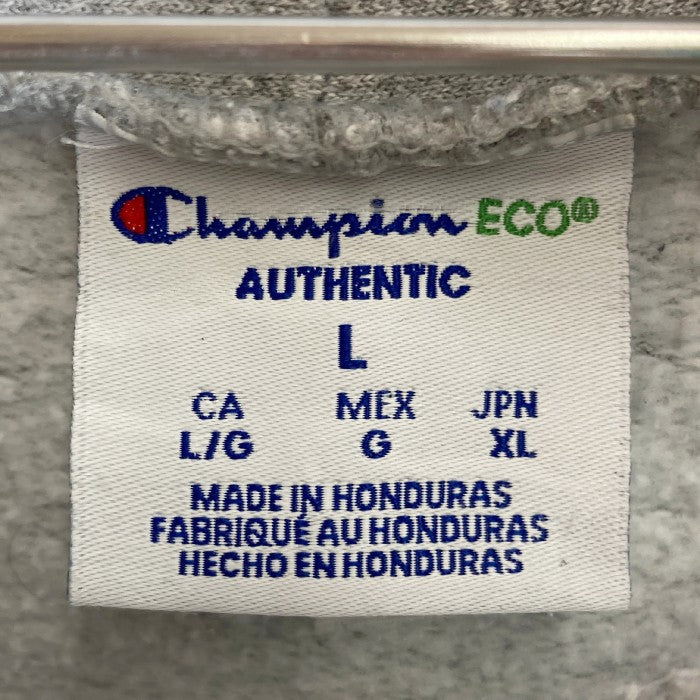 Champion ECO®
AUTHENTIC
L
CA MEX JPN
L/G G XL
MADE IN HONDURAS
FABRIQUÉ AU HONDURAS
HECHO EN HONDURAS